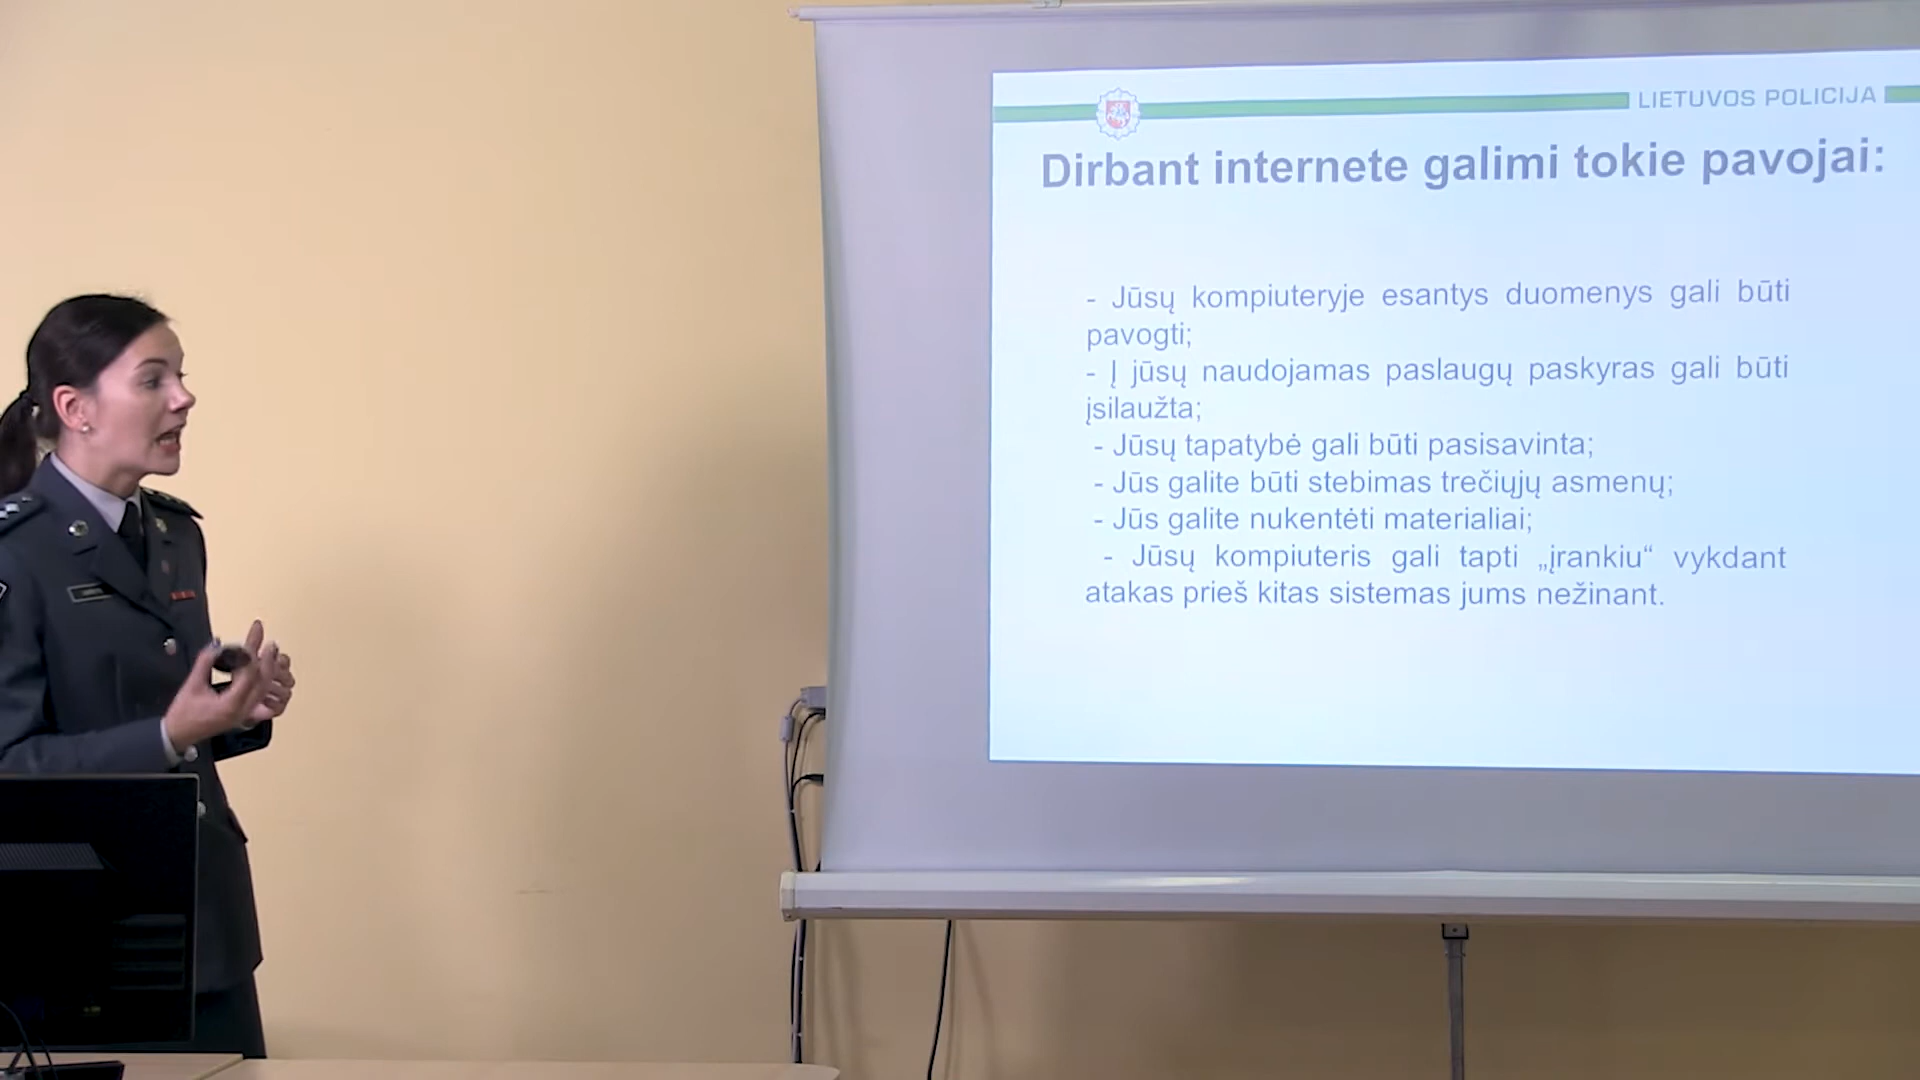 LIETUVOS POLICIJA
Dirbant internete galimi tokie pavojai:
- Jūsų kompiuteryje esantys duomenys gali būti
pavogti;
- Į jūsų naudojamas paslaugų paskyras gali būti
įsilaužta;
- Jūsų tapatybė gali būti pasisavinta;
- Jūs galite būti stebimas trečiųjų asmenų;
- Jūs galite nukentėti materialiai;
- Jūsų kompiuteris gali tapti „įrankiu“ vykdant
atakas prieš kitas sistemas jums nežinant.